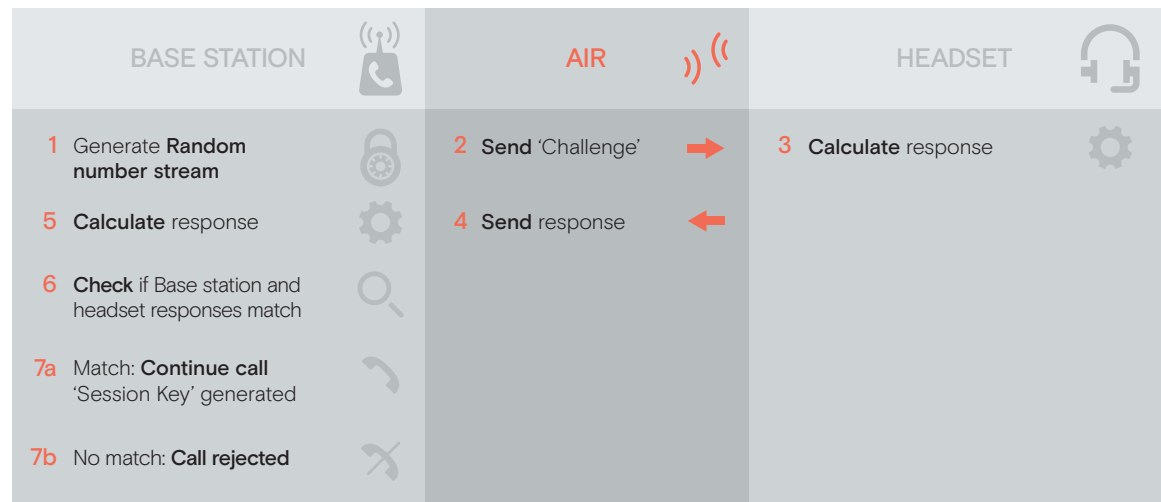 BASE STATION
AIR
HEADSET
1 Generate Random
number stream
2 Send ‘Challenge’
3 Calculate response
5 Calculate response
4 Send response
6 Check if Base station and
headset responses match
7a Match: Continue call
‘Session Key’ generated
7b No match: Call rejected